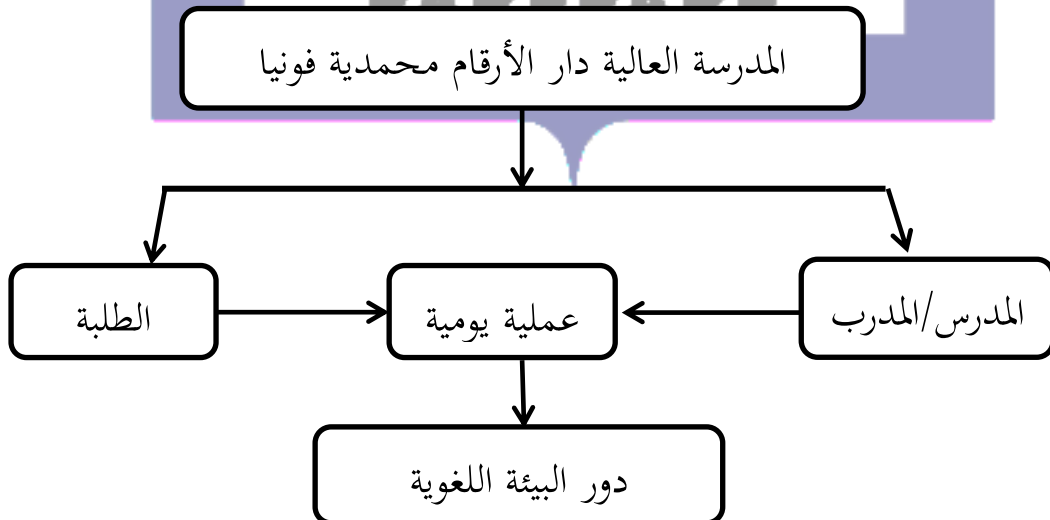 المدرسة العالية دار الأرقام محمدية فونيا
المدرس/المدرب
عملية يومية
الطلبة
دور البيئة اللغوية